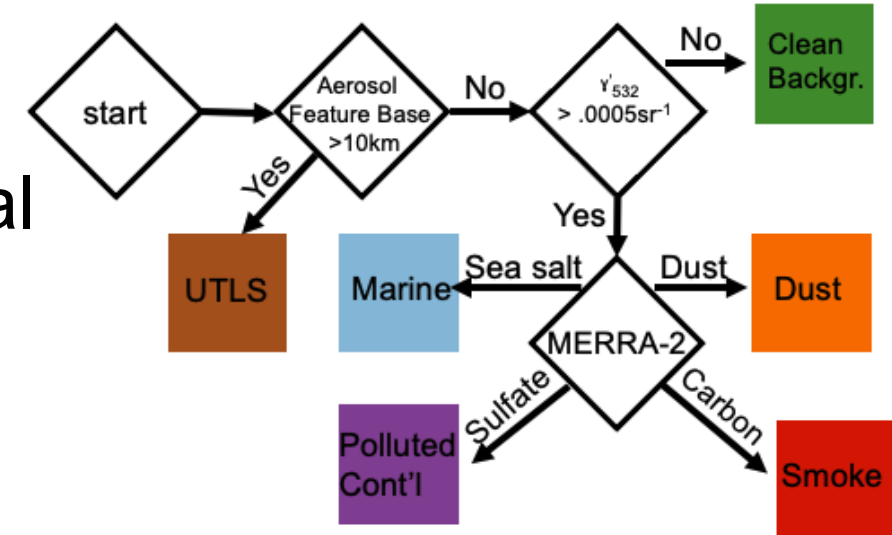 start
Aerosol
Feature Base
>10km
No
ɣ'532
> .0005sr-1
No
Clean
Backgr.
al
Yes
Yes
UTLS
Marine
Sea salt
Dust
Dust
MERRA-2
Sulfate
Carbon
Polluted
Cont'l
Smoke